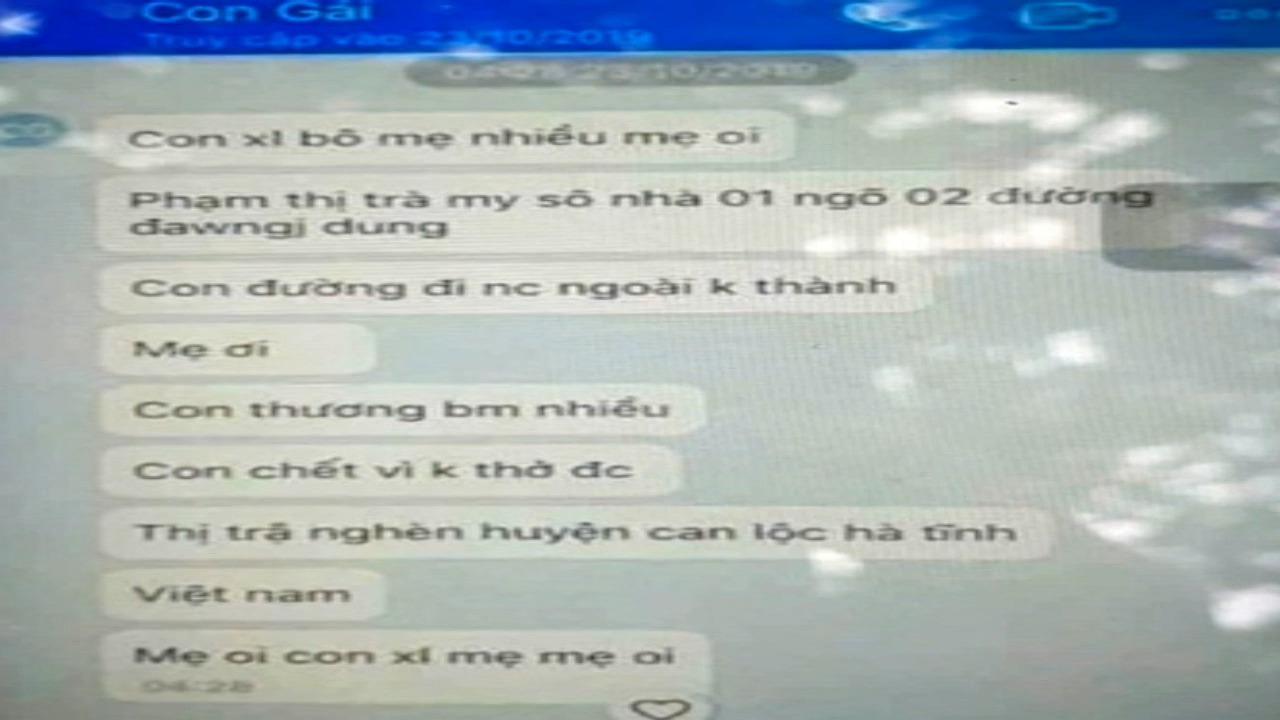 Con Gái
Truy cập vào 23/10/2019
04:28 23/10/2019
Con xl bố mẹ nhiều mẹ oi
Phạm thị trà my số nhà 01 ngõ 02 đường
đawngj dung
Con đường đi nc ngoài k thành
Mẹ ơi
Con thương bm nhiều
Con chết vì k thở đc
Thị trấ nghèn huyện can lộc hà tĩnh
Việt nam
Mẹ oi con xl mẹ mẹ oi
04:28